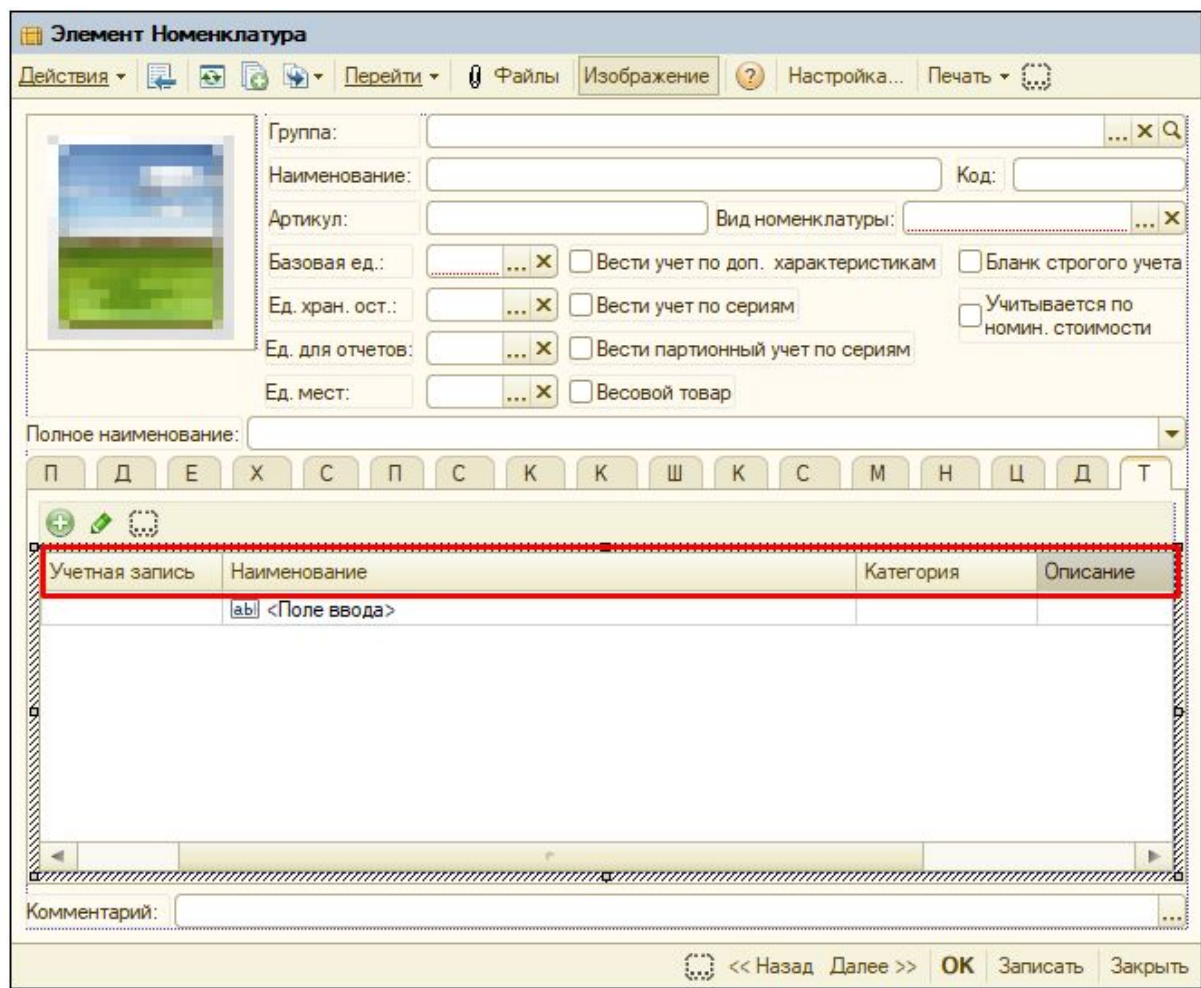 Элемент Номенклатура
Действия Перейти Файлы Изображение Настройка... Печать
Группа:
Наименование: Код:
Артикул: Вид номенклатуры:
Базовая ед.: Вести учет по доп. характеристикам Бланк строгого учета
Ед. хран. ост.: Вести учет по сериям Учитывается по
номин. стоимости
Ед. для отчетов: Вести партионный учет по сериям
Ед. мест: Весовой товар
Полное наименование:
П Д Е Х С П С К К Ш К С М Н Ц Д Т
Учетная запись Наименование Категория Описание
abl <Поле ввода>
Комментарий:
<< Назад Далее >> ОК Записать Закрыть